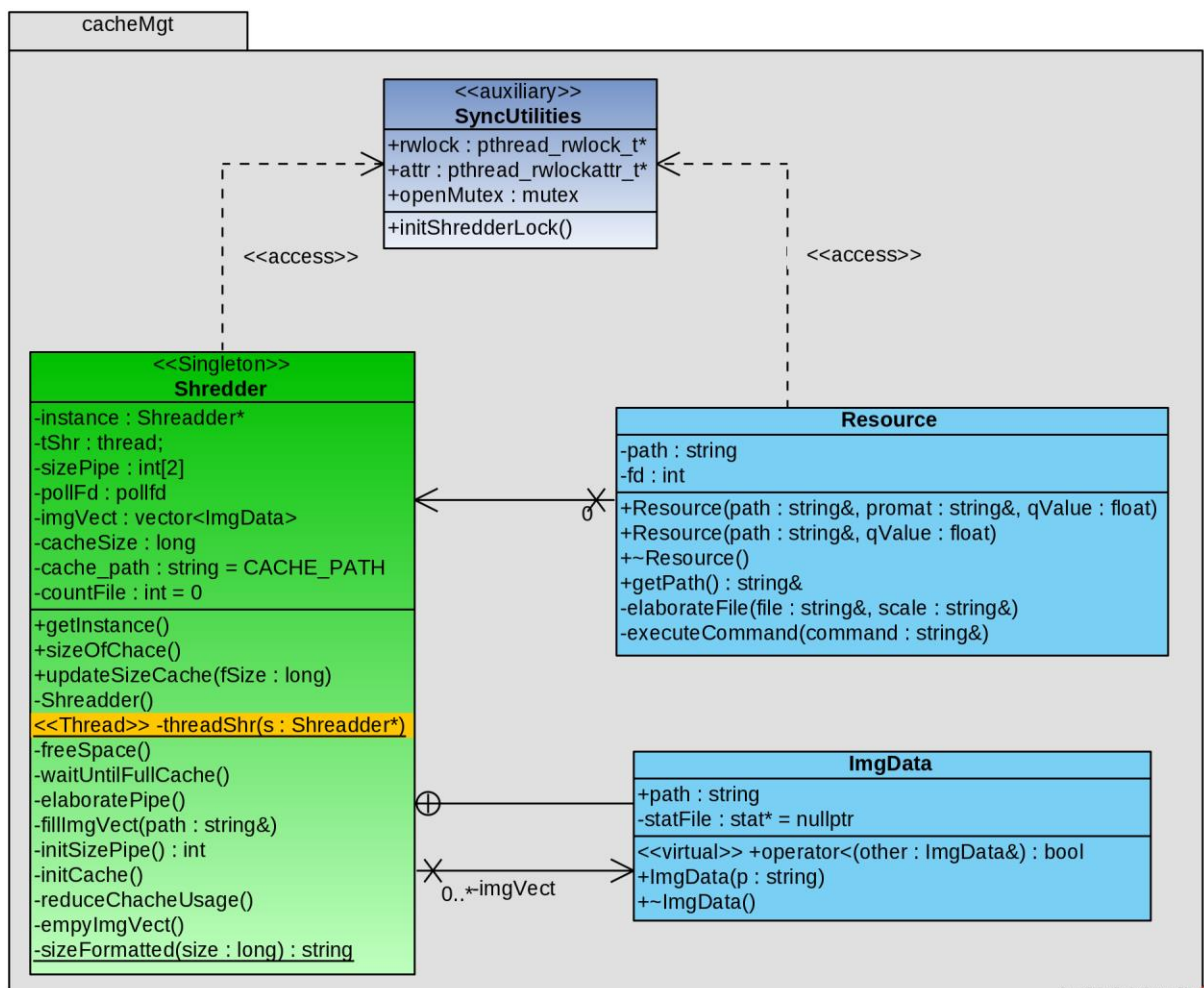 cacheMgt
<<auxiliary>>
SyncUtilities
+rwlock : pthread_rwlock_t*
+attr : pthread_rwlockattr_t*
+openMutex : mutex
+initShredderLock()
<<access>>
<<access>>
<<Singleton>>
Shredder
-instance : Shreadder*
-tShr : thread;
-sizePipe : int[2]
-pollFd : pollfd
-imgVect : vector<ImgData>
-cacheSize : long
-cache_path : string = CACHE_PATH
-countFile : int = 0
+getInstance()
+sizeOfChace()
+updateSizeCache(fSize : long)
-Shreadder()
<<Thread>> -threadShr(s : Shreadder*)
-freeSpace()
-waitUntilFullCache()
-elaboratePipe()
-fillImgVect(path : string&)
-initSizePipe() : int
-initCache()
-reduceChacheUsage()
-empyImgVect()
-sizeFormatted(size : long) : string
0
Resource
-path : string
-fd : int
+Resource(path : string&, promat : string&, qValue : float)
+Resource(path : string&, qValue : float)
+~Resource()
+getPath() : string&
-elaborateFile(file : string&, scale : string&)
-executeCommand(command : string&)
0..*
-imgVect
ImgData
+path : string
-statFile : stat* = nullptr
<<virtual>> +operator<(other : ImgData&) : bool
+ImgData(p : string)
+~ImgData()